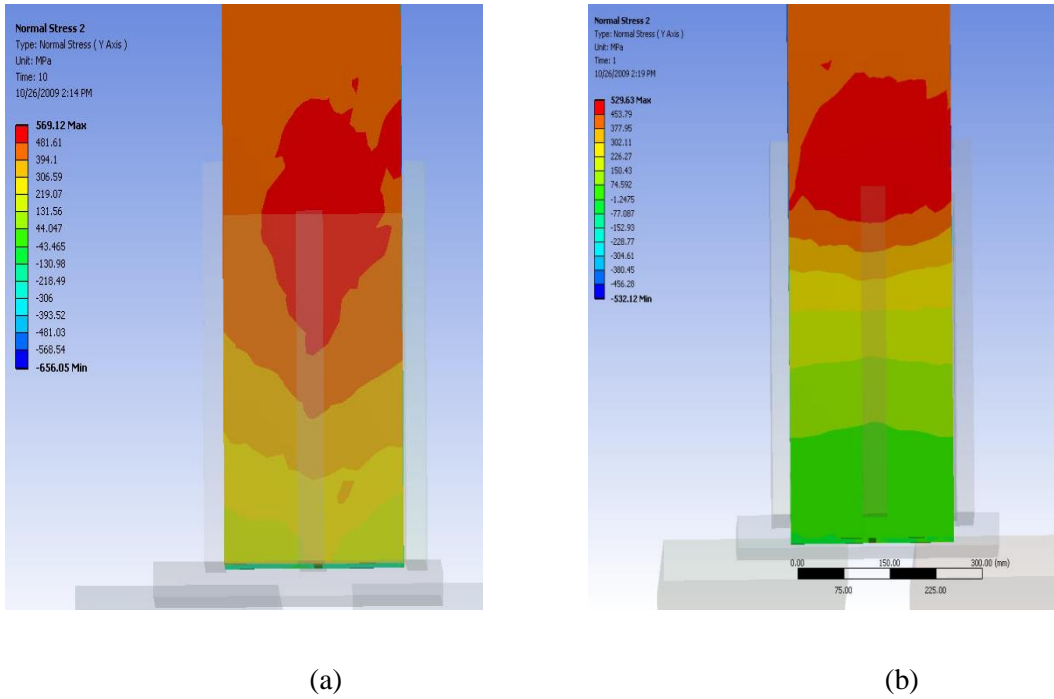 Normal Stress 2
Type: Normal Stress ( Y Axis )
Unit: MPa
Time: 10
10/26/2009 2:14 PM
569.12 Max
481.61
394.1
306.59
219.07
131.56
44.047
-43.465
-130.98
-218.49
-306
-393.52
-481.03
-568.54
-656.05 Min
(a)
Normal Stress 2
Type: Normal Stress ( Y Axis )
Unit: MPa
Time: 1
10/26/2009 2:19 PM
529.63 Max
453.79
377.95
302.11
226.27
150.43
74.592
-1.2475
-77.087
-152.93
-228.77
-304.61
-380.45
-456.28
-532.12 Min
0.00 150.00 300.00 (mm)
75.00 225.00
(b)